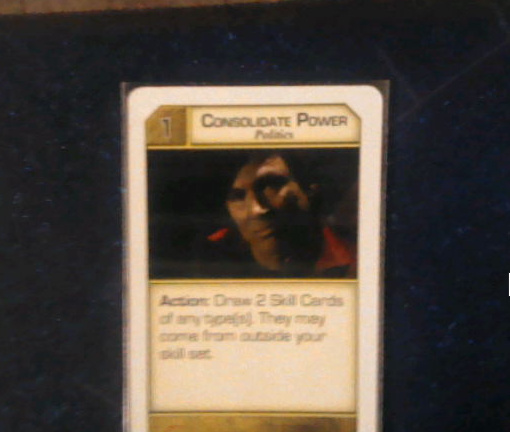 1
CONSOLIDATE POWER
Politics
Action: Draw 2 Skill Cards
of any type(s). They may
come from outside your
skill set.